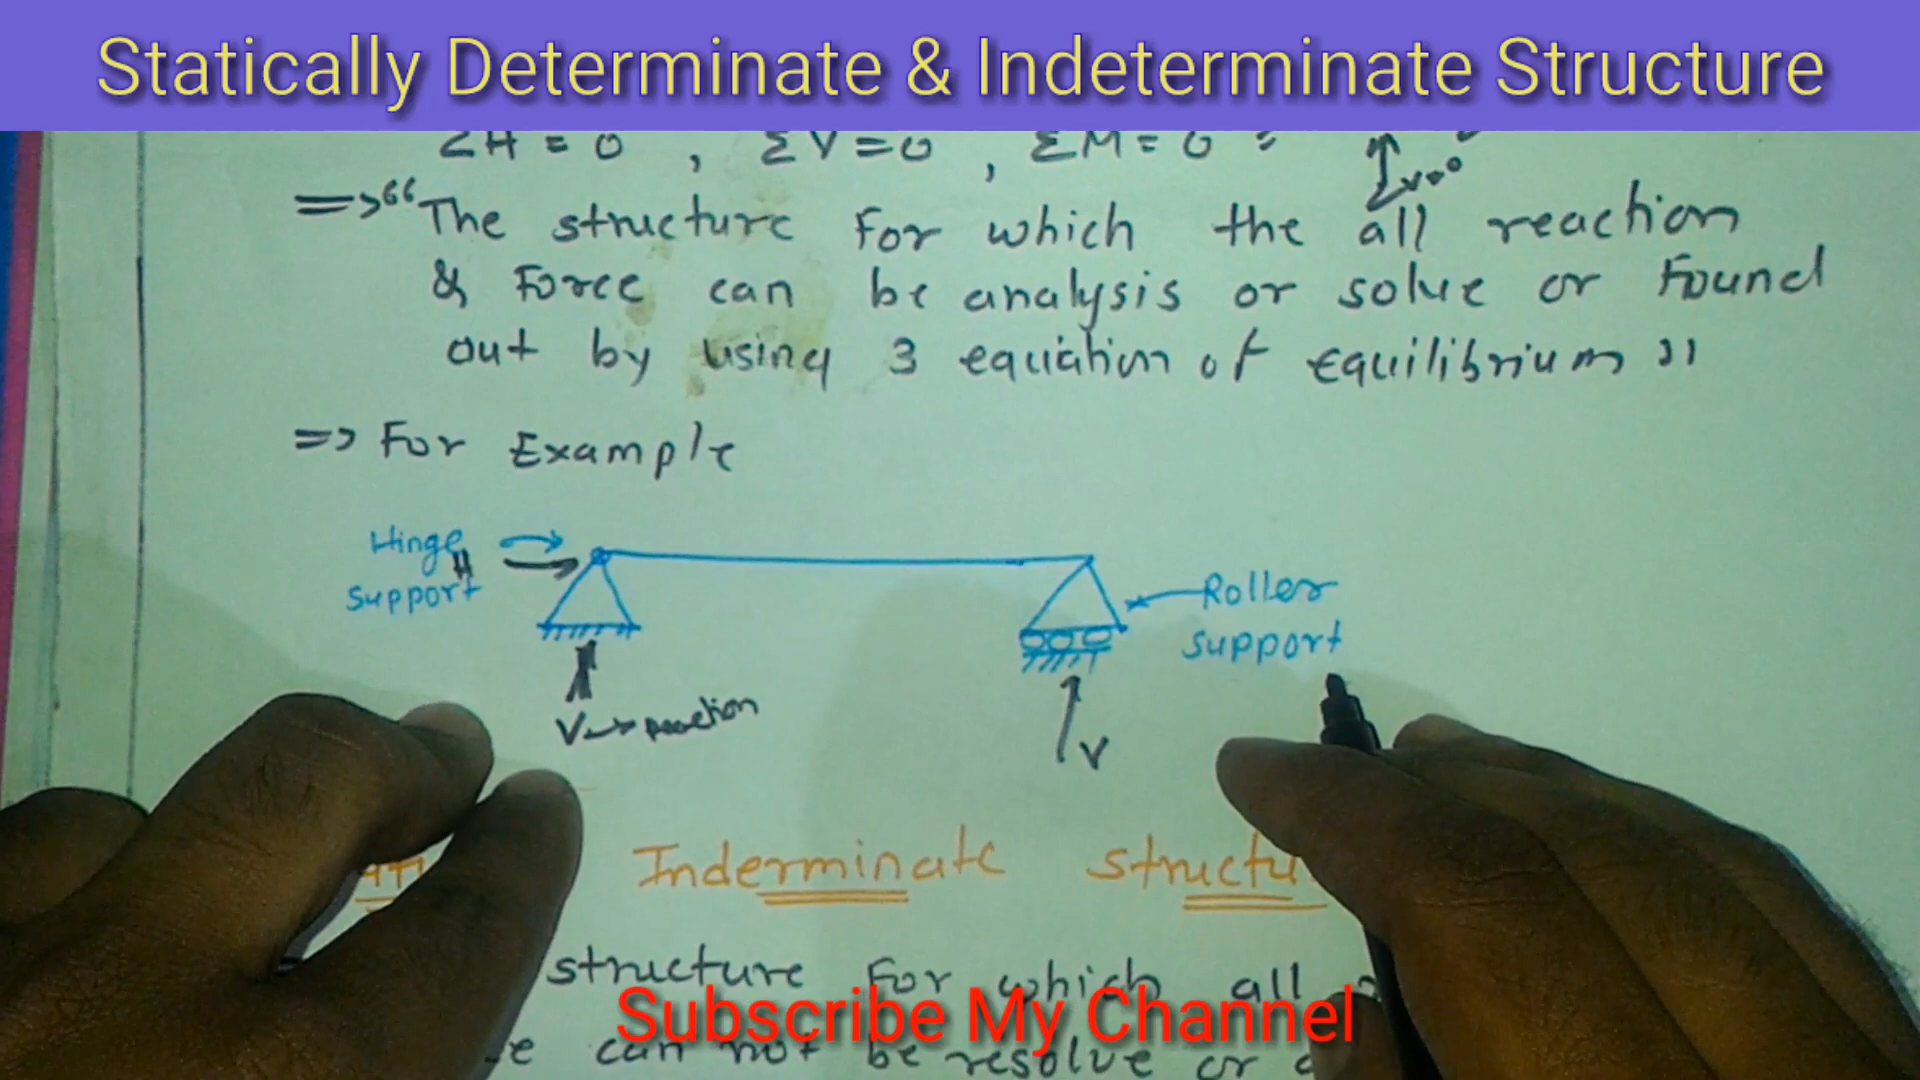 Statically Determinate & Indeterminate Structure
ΣH = 0 , ΣV = 0 , ΣM = 0
=> "The structure For which the all reaction
& Force can be analysis or solve or Found
out by using 3 equation of Equilibrium"
=> For Example
Hinge
H
support
Roller
support
V → reaction
V
Inderminate structu
structure For which all
can not be resolve or
Subscribe My Channel